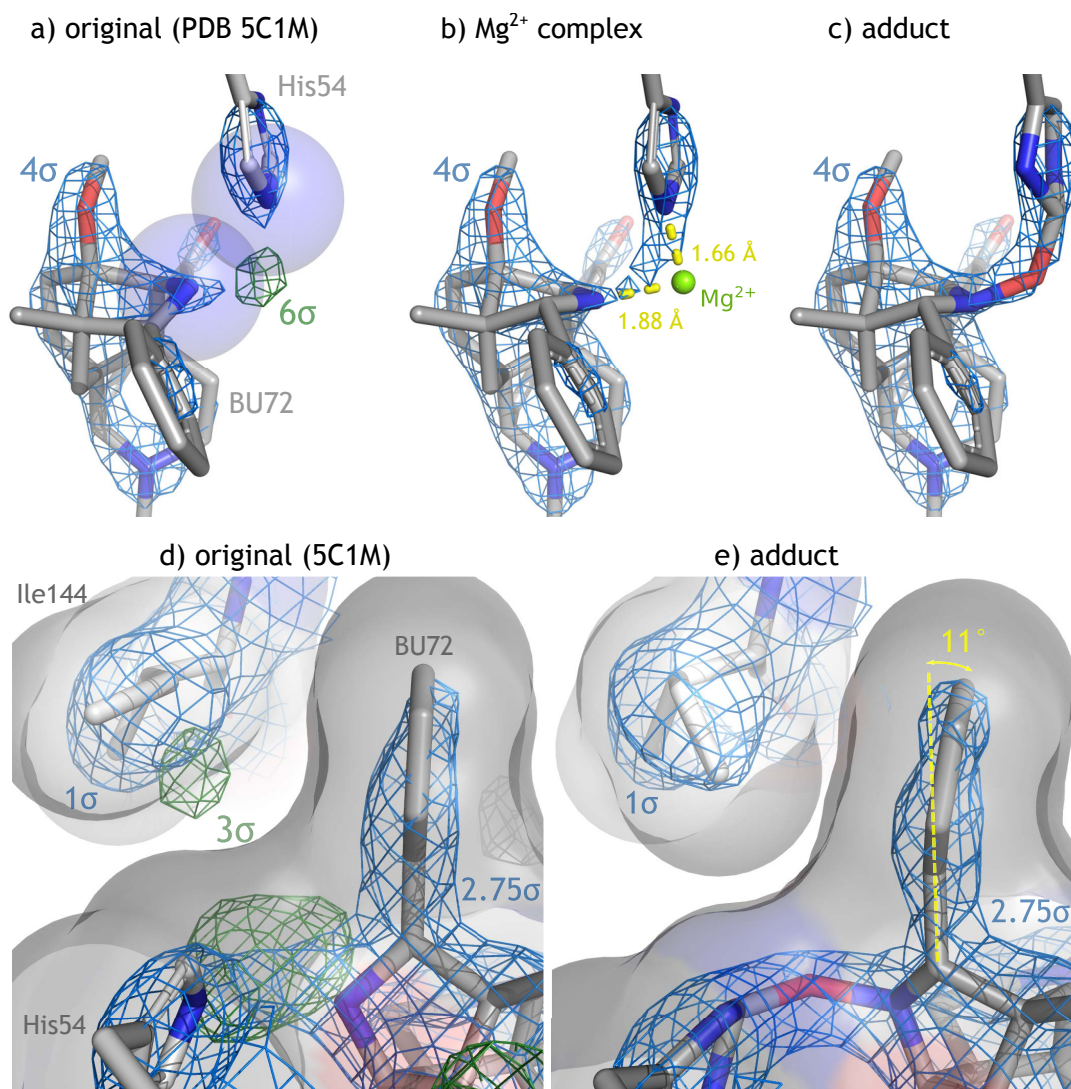 a) original (PDB 5C1M)
b) Mg²⁺ complex
c) adduct
His54
4σ
6σ
BU72
4σ
1.66 Å
Mg²⁺
1.88 Å
4σ
d) original (5C1M)
e) adduct
Ile144
BU72
1σ
3σ
2.75σ
His54
11°
1σ
2.75σ